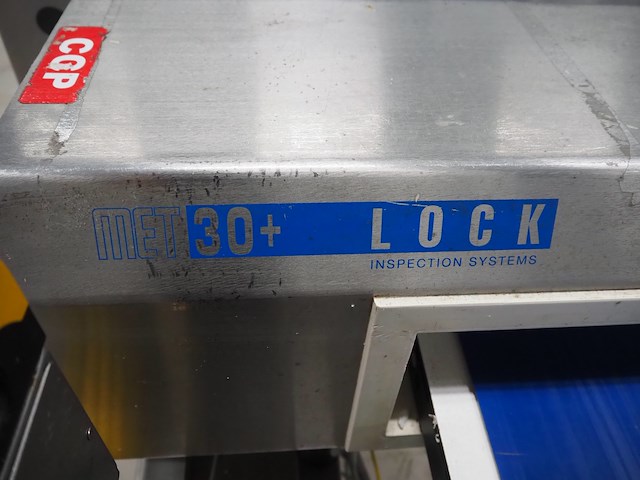 CGP
MET 30+ LOCK
INSPECTION SYSTEMS